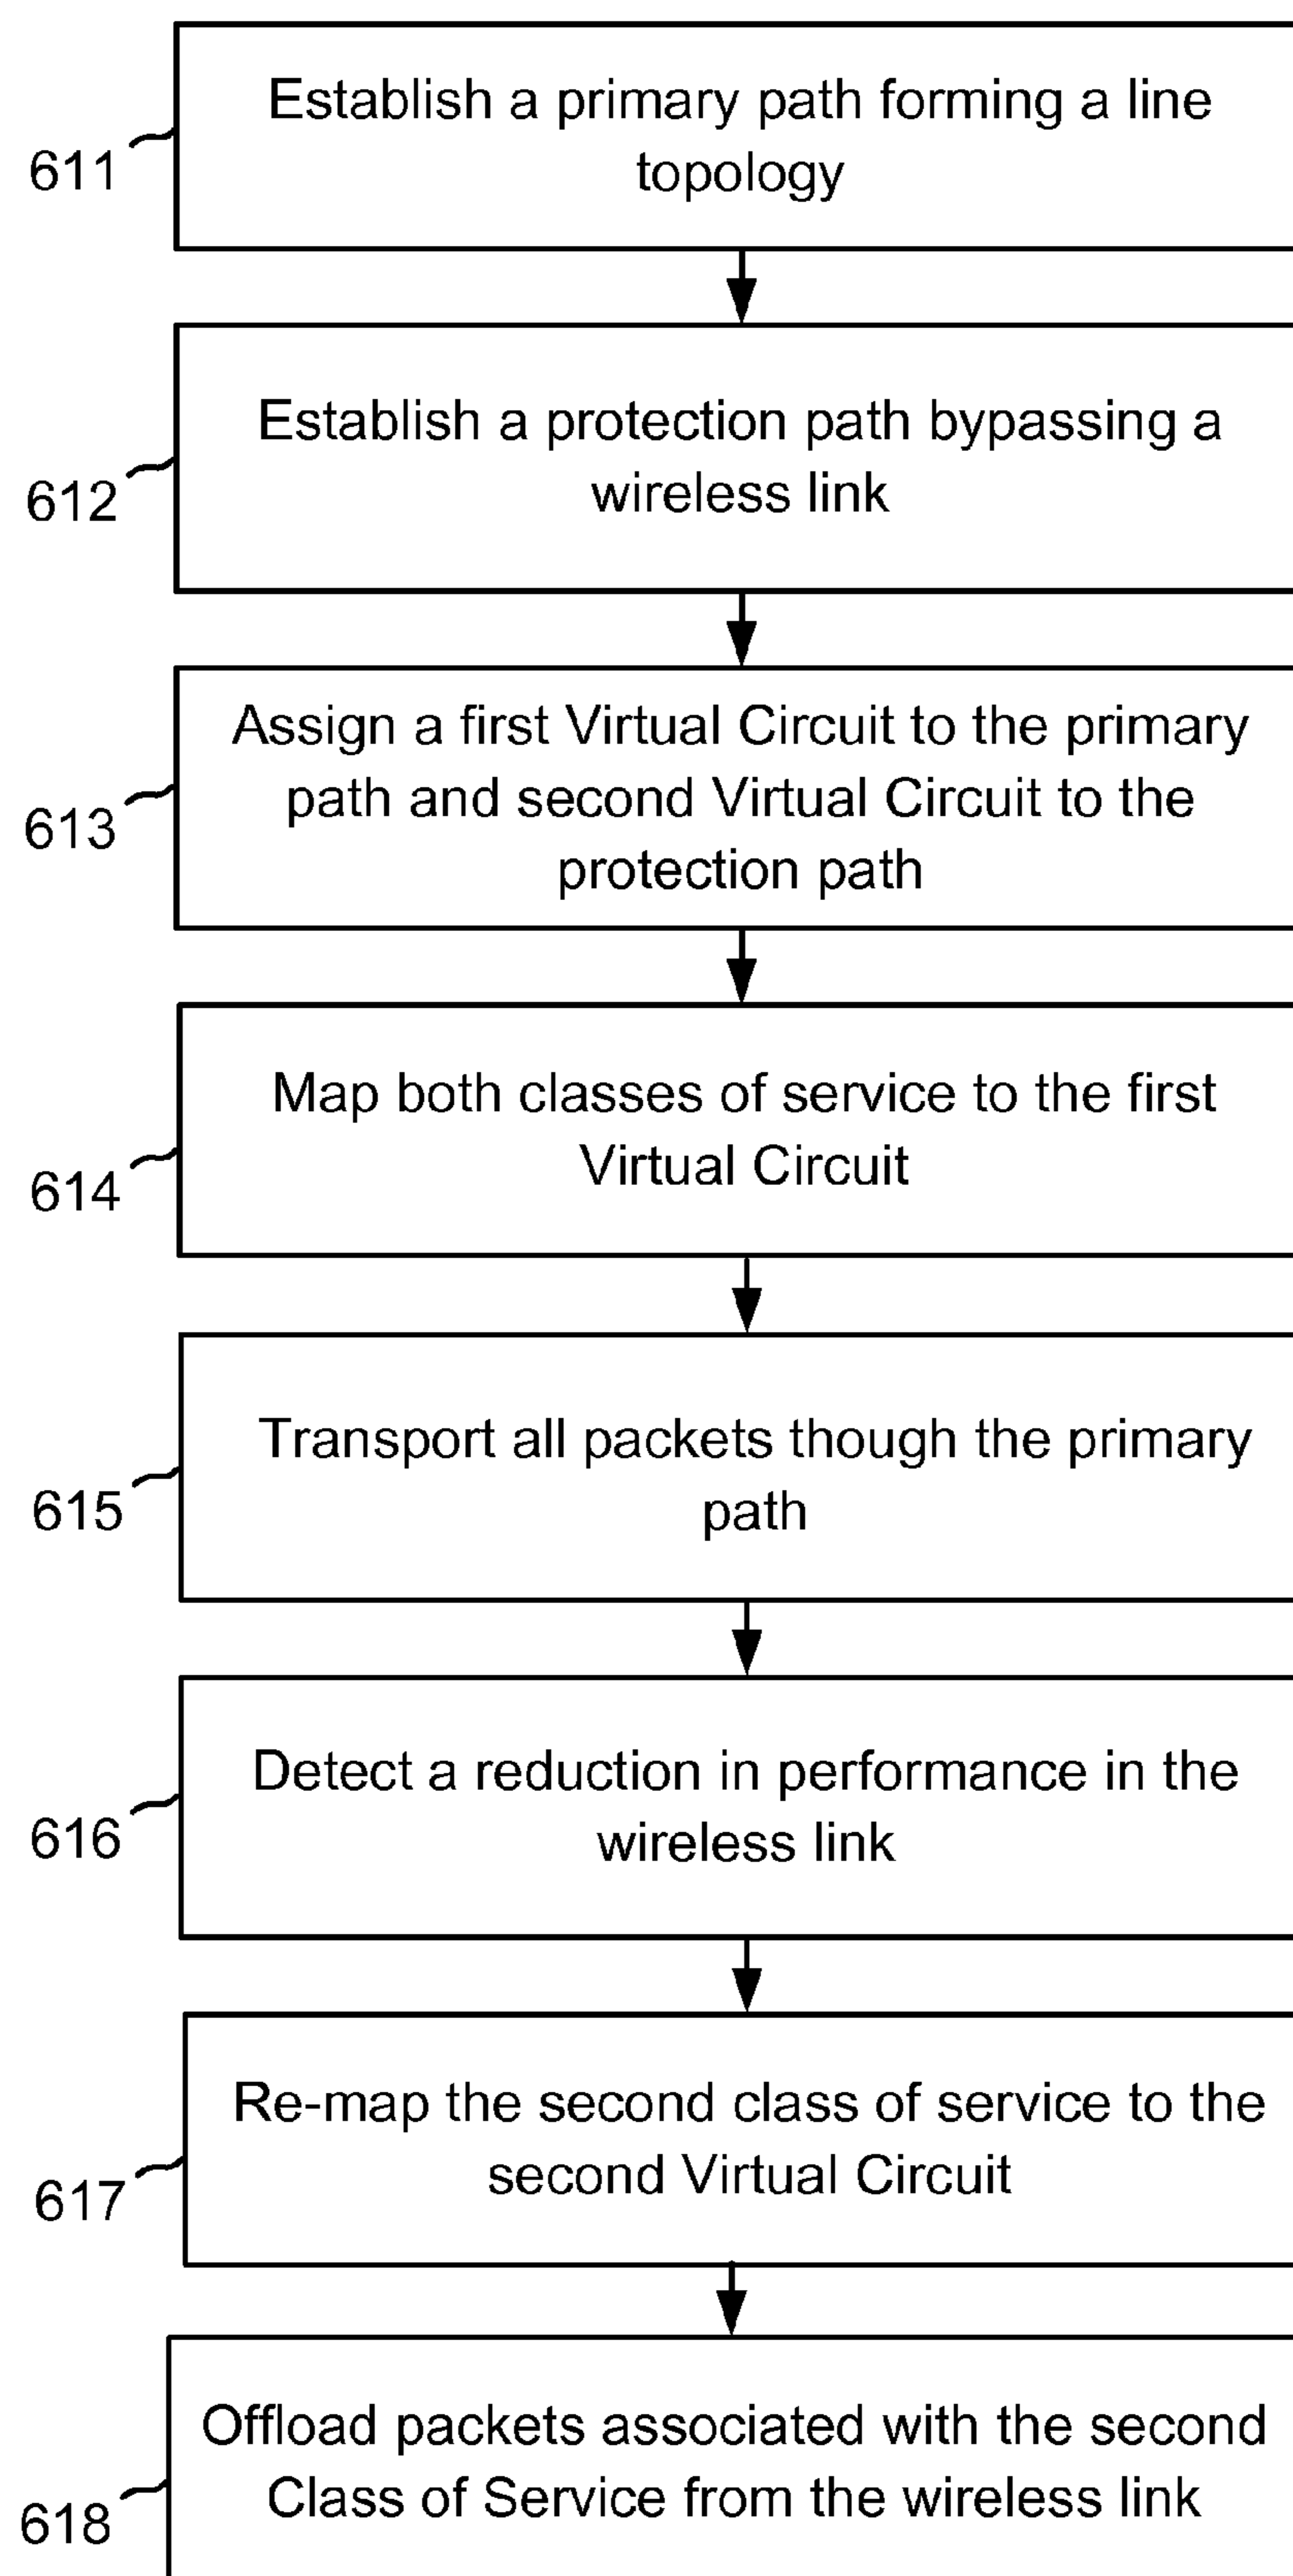 Establish a primary path forming a line
topology
611
Establish a protection path bypassing a
wireless link
612
Assign a first Virtual Circuit to the primary
path and second Virtual Circuit to the
protection path
613
Map both classes of service to the first
Virtual Circuit
614
Transport all packets though the primary
path
615
Detect a reduction in performance in the
wireless link
616
Re-map the second class of service to the
second Virtual Circuit
617
Offload packets associated with the second
Class of Service from the wireless link
618